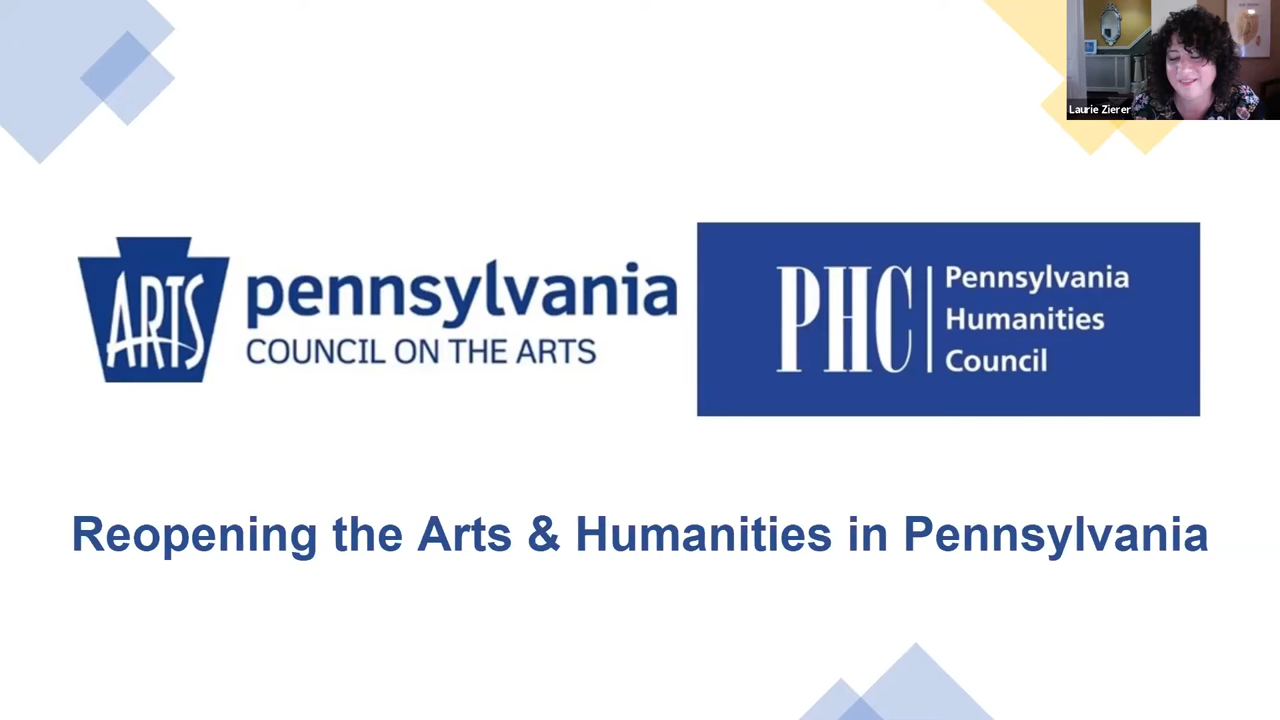 Laurie Zierer
ARTS
pennsylvania
COUNCIL ON THE ARTS
PHC
Pennsylvania
Humanities
Council
Reopening the Arts & Humanities in Pennsylvania